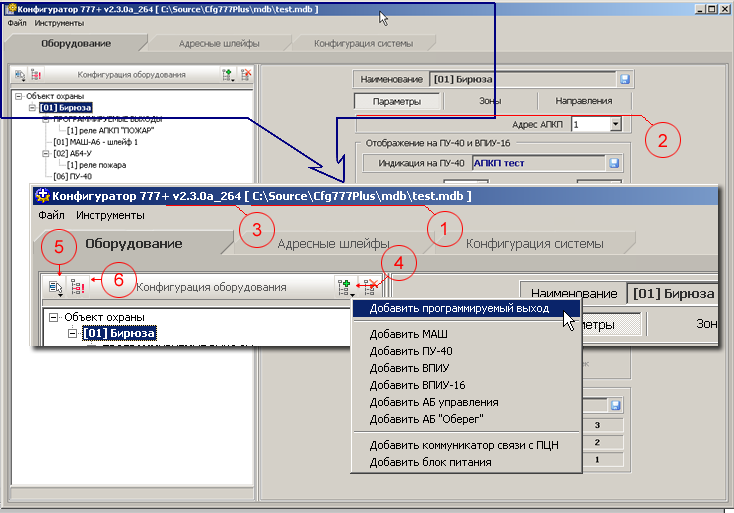 Конфигуратор 777+ v2.3.0a_264 [ C:\Source\Cfg777Plus\mdb\test.mdb ]
Файл Инструменты
Оборудование Адресные шлейфы Конфигурация системы
Конфигурация оборудования
Объект охраны
[01] Бирюза
ПРОГРАММИРУЕМЫЕ ВЫХОДЫ
[1] реле АПКП "ПОЖАР"
[01] МАШ-А6 - шлейф 1
[02] АБ4-У
[1] реле пожара
[06] ПУ-40
Наименование [01] Бирюза
Параметры Зоны Направления
Адрес АПКП 1
2
Отображение на ПУ-40 и ВПИУ-16
Индикация на ПУ-40 АПКП тест
Конфигуратор 777+ v2.3.0a_264 [ C:\Source\Cfg777Plus\mdb\test.mdb ]
Файл Инструменты
3
1
Оборудование Адресные шлейфы Конфигурация системы
5
6
4
Конфигурация оборудования
Наименование [01] Бирюза
Объект охраны
[01] Бирюза
Зон
Добавить программируемый выход
Добавить МАШ
Добавить ПУ-40
Добавить ВПИУ
Добавить ВПИУ-16
Добавить АБ управления
Добавить АБ "Оберег"
Добавить коммуникатор связи с ПЦН
Добавить блок питания
3
2
1